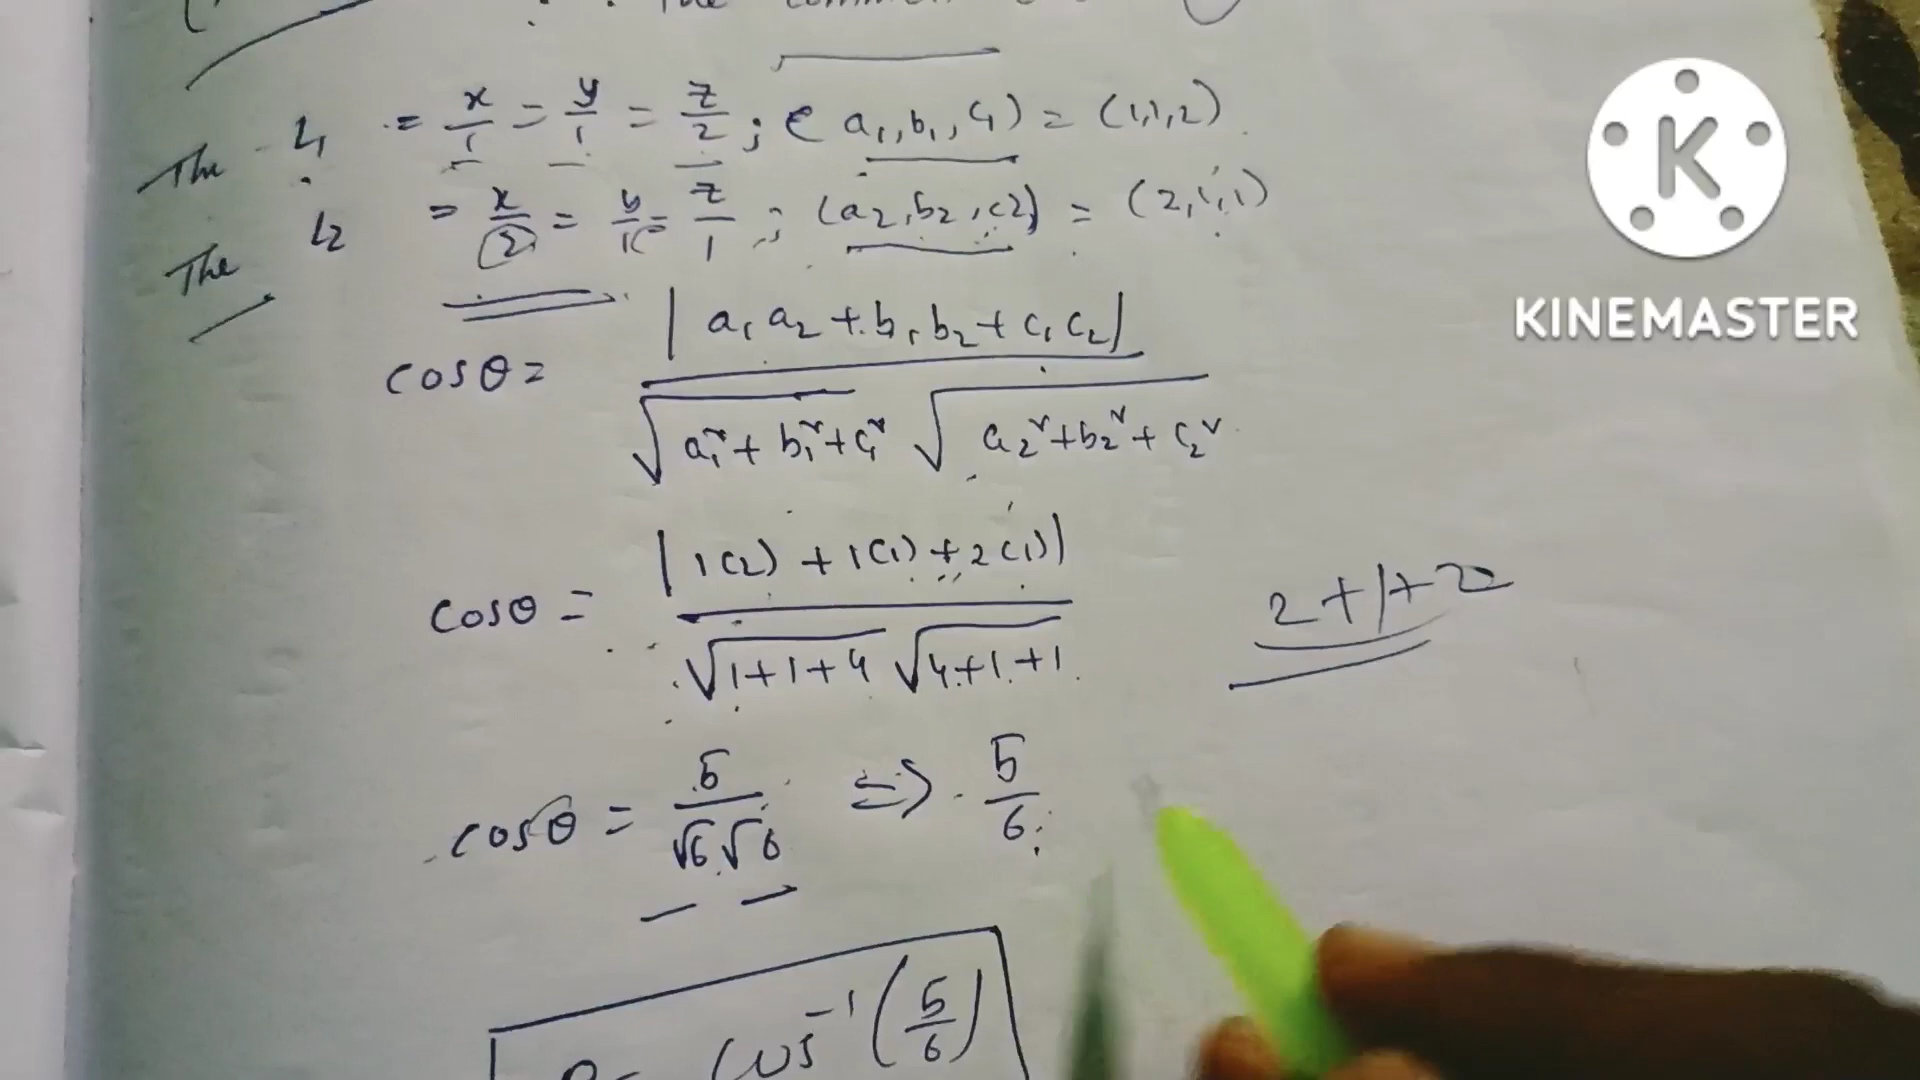 The common
The L₁ = x/1 = y/1 = z/2 ; (a₁, b₁, c₁) = (1,1,2)
The L₂ = x/2 = y/1 = z/1 ; (a2, b2, c2) = (2,1,1)
cosθ = |a₁a₂ + b₁b₂ + c₁c₂| / √a₁² + b₁² + c₁² √a₂² + b₂² + c₂²
cosθ = |1(2) + 1(1) + 2(1)| / √1+1+4 √4+1+1
2+1+2
cosθ = 5/√6√6 ⇒ 5/6
θ = cos⁻¹(5/6)
K
KINEMASTER